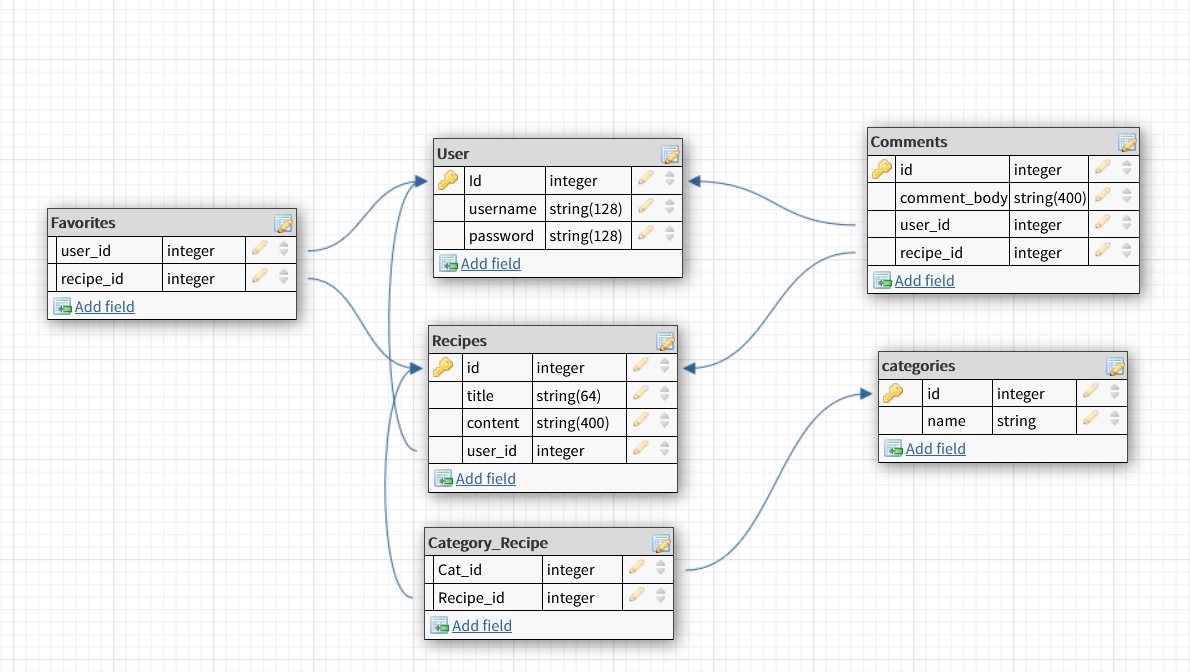 Favorites
user_id integer
recipe_id integer
Add field
User
Id integer
username string(128)
password string(128)
Add field
Comments
id integer
comment_body string(400)
user_id integer
recipe_id integer
Add field
Recipes
id integer
title string(64)
content string(400)
user_id integer
Add field
categories
id integer
name string
Add field
Category_Recipe
Cat_id integer
Recipe_id integer
Add field